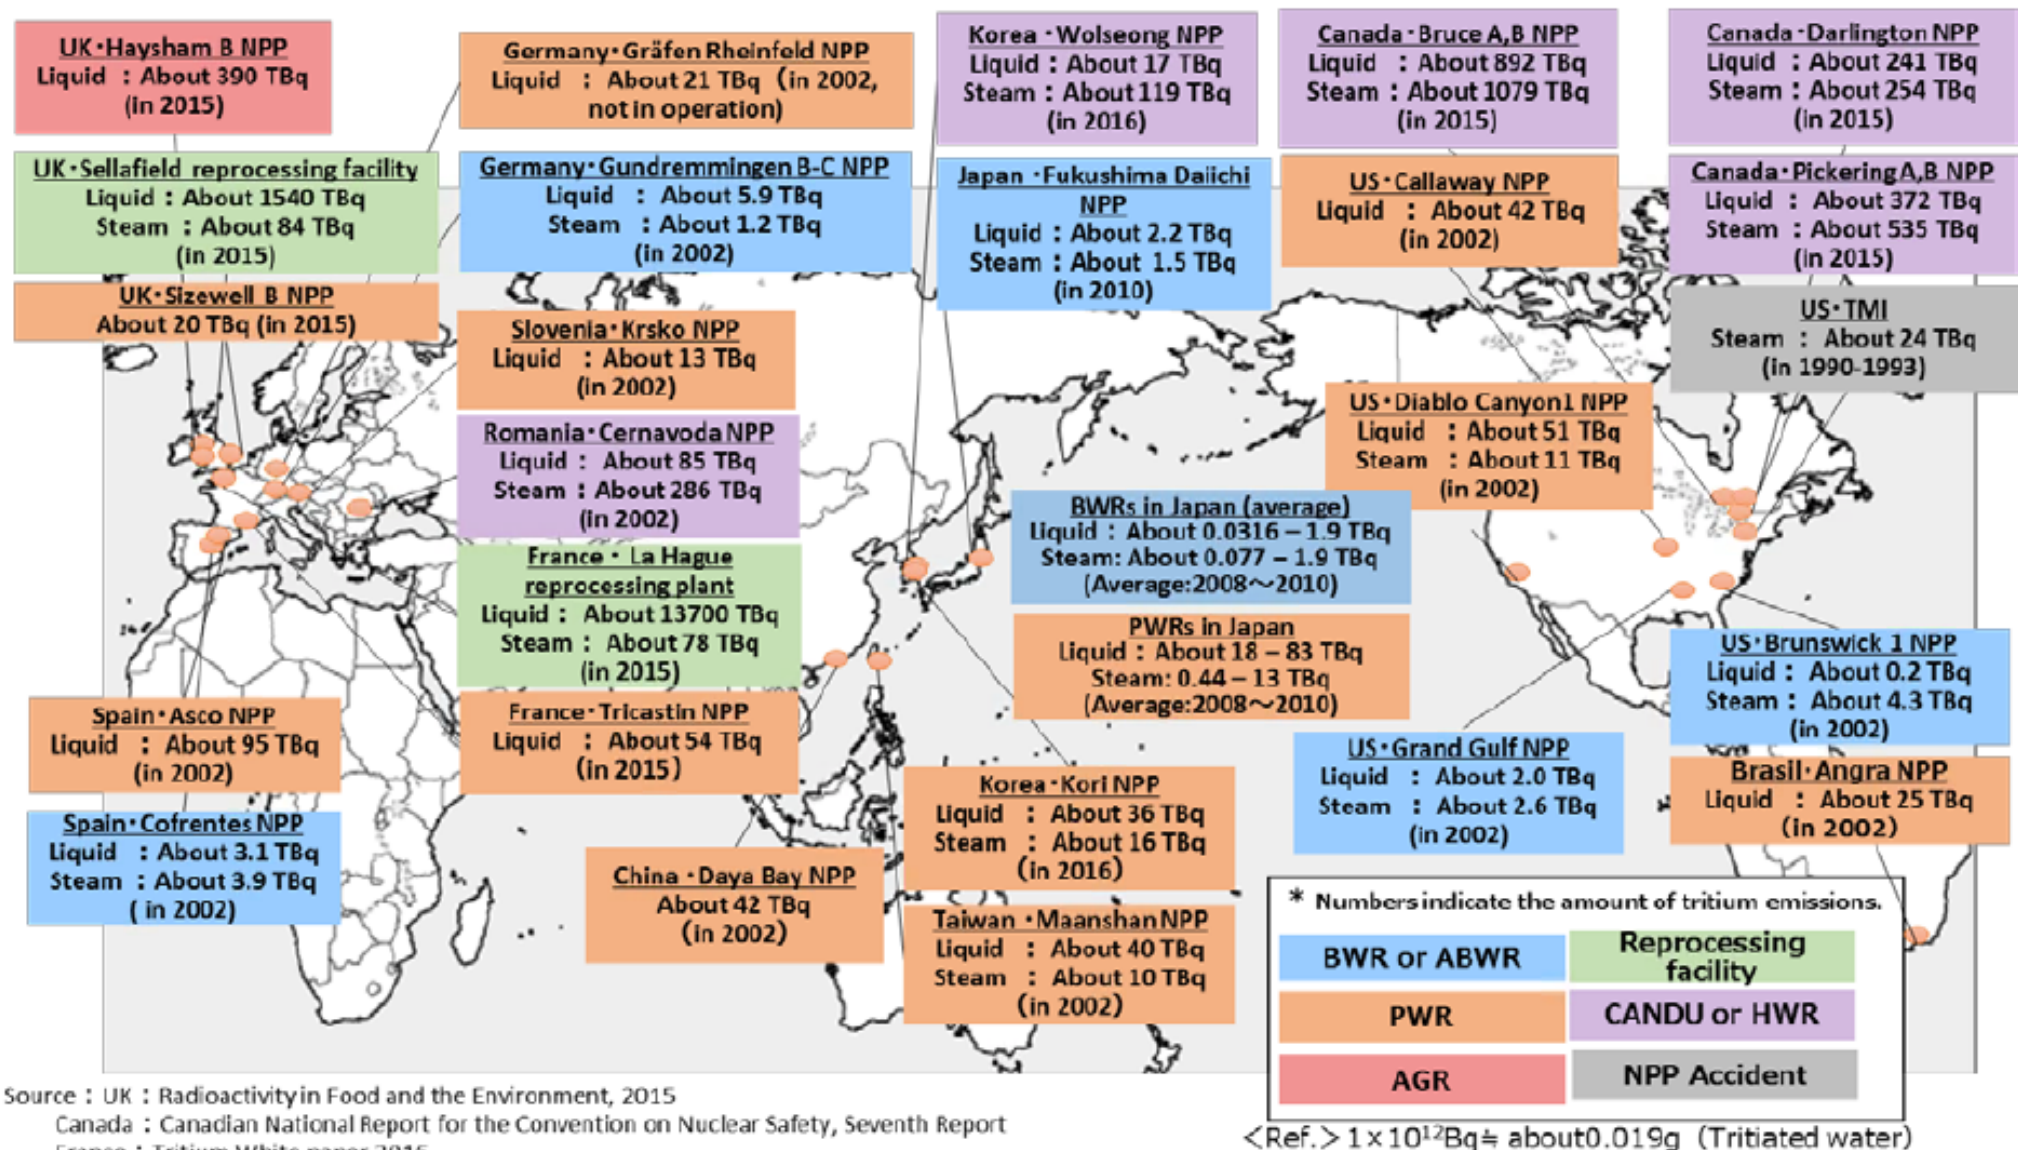 UK・Haysham B NPP
Liquid : About 390 TBq
(in 2015)
UK・Sellafield reprocessing facility
Liquid : About 1540 TBq
Steam : About 84 TBq
(in 2015)
UK・Sizewell B NPP
About 20 TBq (in 2015)
Germany・Gräfen Rheinfeld NPP
Liquid : About 21 TBq (in 2002,
not in operation)
Germany・Gundremmingen B-C NPP
Liquid : About 5.9 TBq
Steam : About 1.2 TBq
(in 2002)
Slovenia・Krsko NPP
Liquid : About 13 TBq
(in 2002)
Romania・Cernavoda NPP
Liquid : About 85 TBq
Steam : About 286 TBq
(in 2002)
France・La Hague
reprocessing plant
Liquid : About 13700 TBq
Steam : About 78 TBq
(in 2015)
France・Tricastin NPP
Liquid : About 54 TBq
(in 2015)
Spain・Asco NPP
Liquid : About 95 TBq
(in 2002)
Spain・Cofrentes NPP
Liquid : About 3.1 TBq
Steam : About 3.9 TBq
( in 2002)
China・Daya Bay NPP
About 42 TBq
(in 2002)
Korea・Wolseong NPP
Liquid : About 17 TBq
Steam : About 119 TBq
(in 2016)
Japan・Fukushima Daiichi
NPP
Liquid : About 2.2 TBq
Steam : About 1.5 TBq
(in 2010)
BWRs in Japan (average)
Liquid : About 0.0316 – 1.9 TBq
Steam: About 0.077 – 1.9 TBq
(Average:2008～2010)
PWRs in Japan
Liquid : About 18 – 83 TBq
Steam: 0.44 – 13 TBq
(Average:2008～2010)
Korea・Kori NPP
Liquid : About 36 TBq
Steam : About 16 TBq
(in 2016)
Taiwan・Maanshan NPP
Liquid : About 40 TBq
Steam : About 10 TBq
(in 2002)
Canada・Bruce A,B NPP
Liquid : About 892 TBq
Steam : About 1079 TBq
(in 2015)
US・Callaway NPP
Liquid : About 42 TBq
(in 2002)
US・Diablo Canyon1 NPP
Liquid : About 51 TBq
Steam : About 11 TBq
(in 2002)
Canada・Darlington NPP
Liquid : About 241 TBq
Steam : About 254 TBq
(in 2015)
Canada・Pickering A,B NPP
Liquid : About 372 TBq
Steam : About 535 TBq
(in 2015)
US・TMI
Steam : About 24 TBq
(in 1990-1993)
US・Brunswick 1 NPP
Liquid : About 0.2 TBq
Steam : About 4.3 TBq
(in 2002)
US・Grand Gulf NPP
Liquid : About 2.0 TBq
Steam : About 2.6 TBq
(in 2002)
Brasil・Angra NPP
Liquid : About 25 TBq
(in 2002)
* Numbers indicate the amount of tritium emissions.
BWR or ABWR
Reprocessing
facility
PWR
CANDU or HWR
AGR
NPP Accident
Source : UK : Radioactivity in Food and the Environment, 2015
Canada : Canadian National Report for the Convention on Nuclear Safety, Seventh Report
France : Tritium White paper 2015
<Ref.> 1×10¹²Bq≒ about0.019g (Tritiated water)